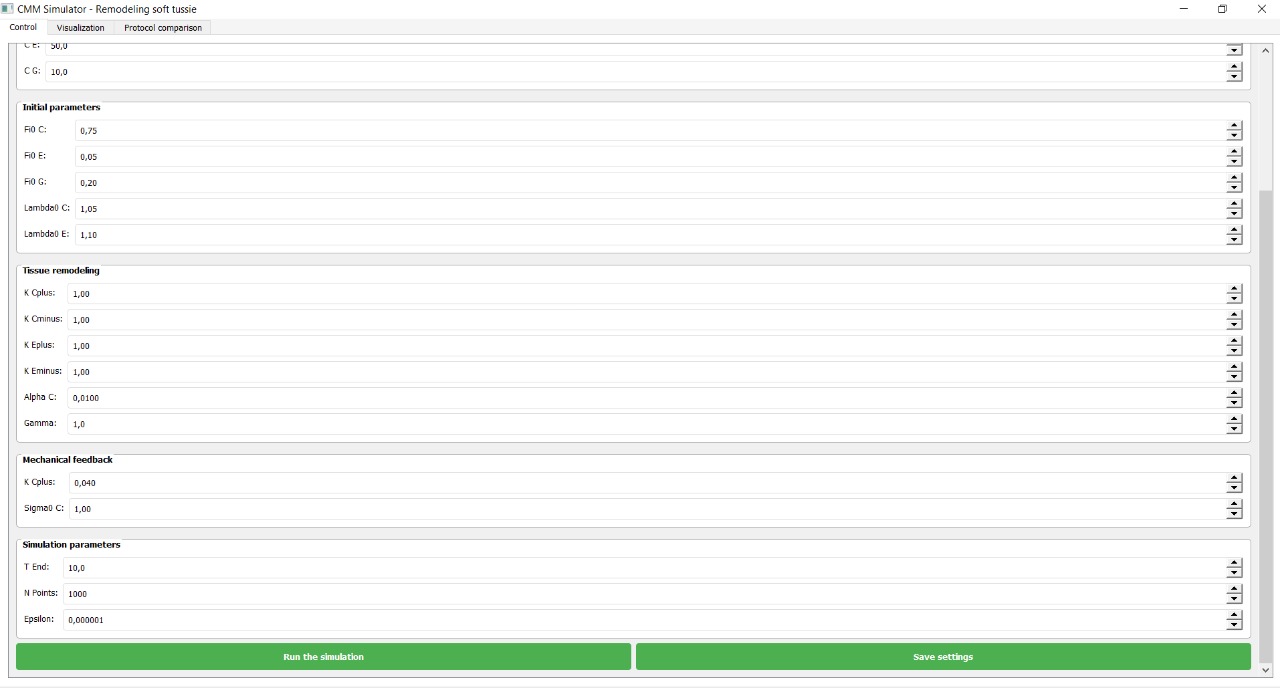 CMM Simulator - Remodeling soft tussie
Control Visualization Protocol comparison
C E: 50,0
C G: 10,0
Initial parameters
Fi0 C: 0,75
Fi0 E: 0,05
Fi0 G: 0,20
Lambda0 C: 1,05
Lambda0 E: 1,10
Tissue remodeling
K Cplus: 1,00
K Cminus: 1,00
K Eplus: 1,00
K Eminus: 1,00
Alpha C: 0,0100
Gamma: 1,0
Mechanical feedback
K Cplus: 0,040
Sigma0 C: 1,00
Simulation parameters
T End: 10,0
N Points: 1000
Epsilon: 0,000001
Run the simulation Save settings